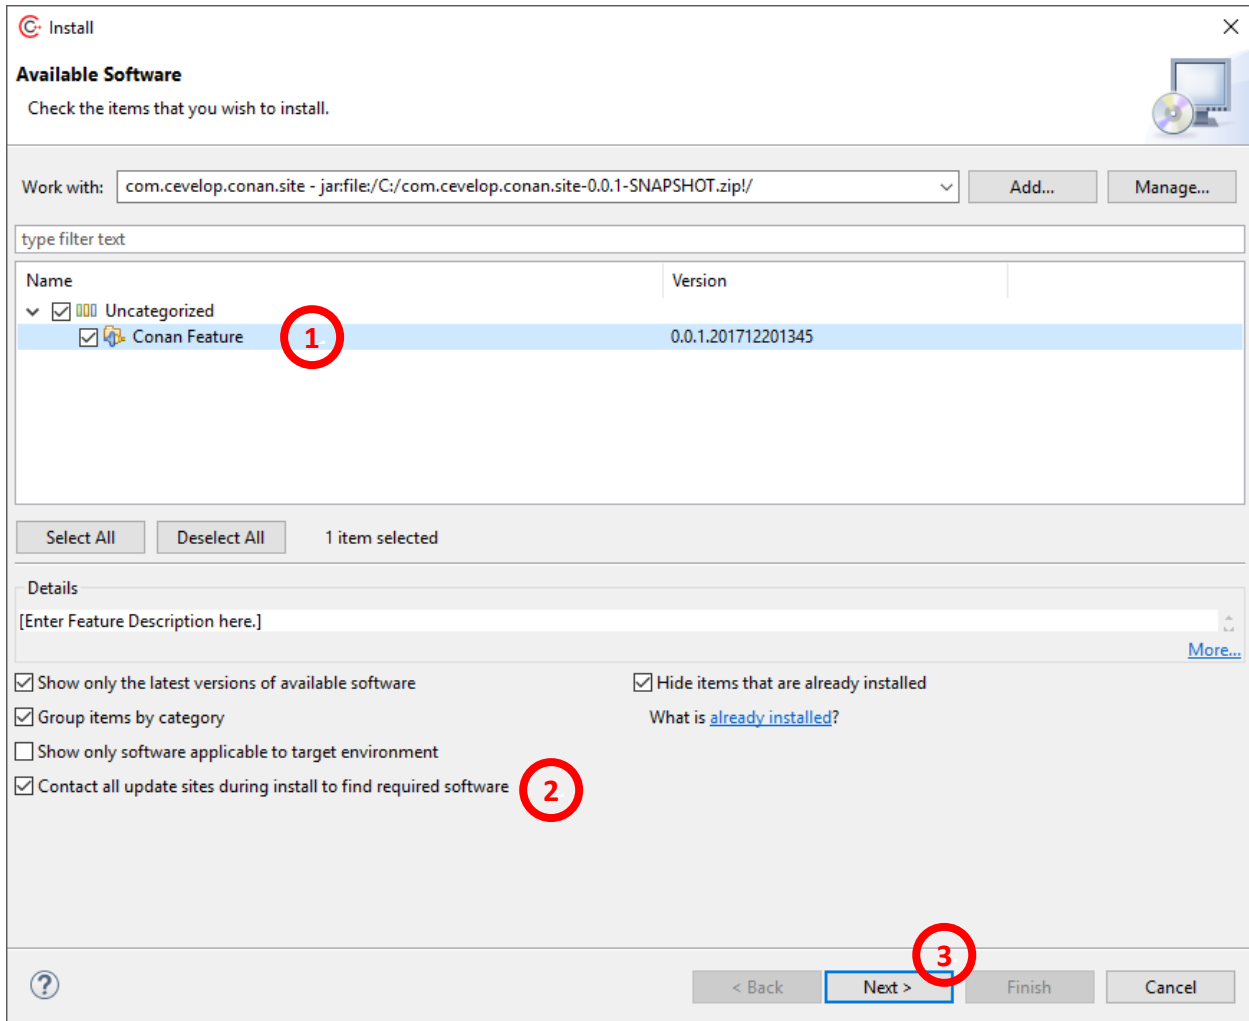 Install
Available Software
Check the items that you wish to install.
Work with: com.cevelop.conan.site - jar:file:/C:/com.cevelop.conan.site-0.0.1-SNAPSHOT.zip!/ Add... Manage...
type filter text
Name Version
Uncategorized
Conan Feature 1. 0.0.1.201712201345
Select All Deselect All 1 item selected
Details
[Enter Feature Description here.]
More...
Show only the latest versions of available software Hide items that are already installed
Group items by category What is already installed?
Show only software applicable to target environment
Contact all update sites during install to find required software 2.
3.
< Back Next > Finish Cancel